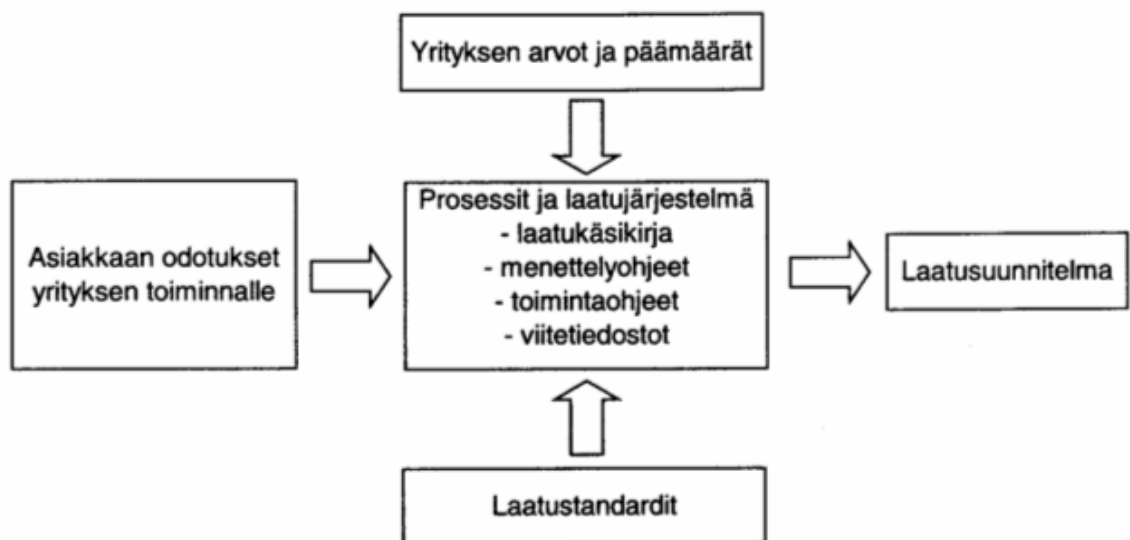 Yrityksen arvot ja päämäärät
Asiakkaan odotukset
yrityksen toiminnalle
Prosessit ja laatujärjestelmä
- laatukäsikirja
- menettelyohjeet
- toimintaohjeet
- viitetiedostot
Laatusuunnitelma
Laatustandardit